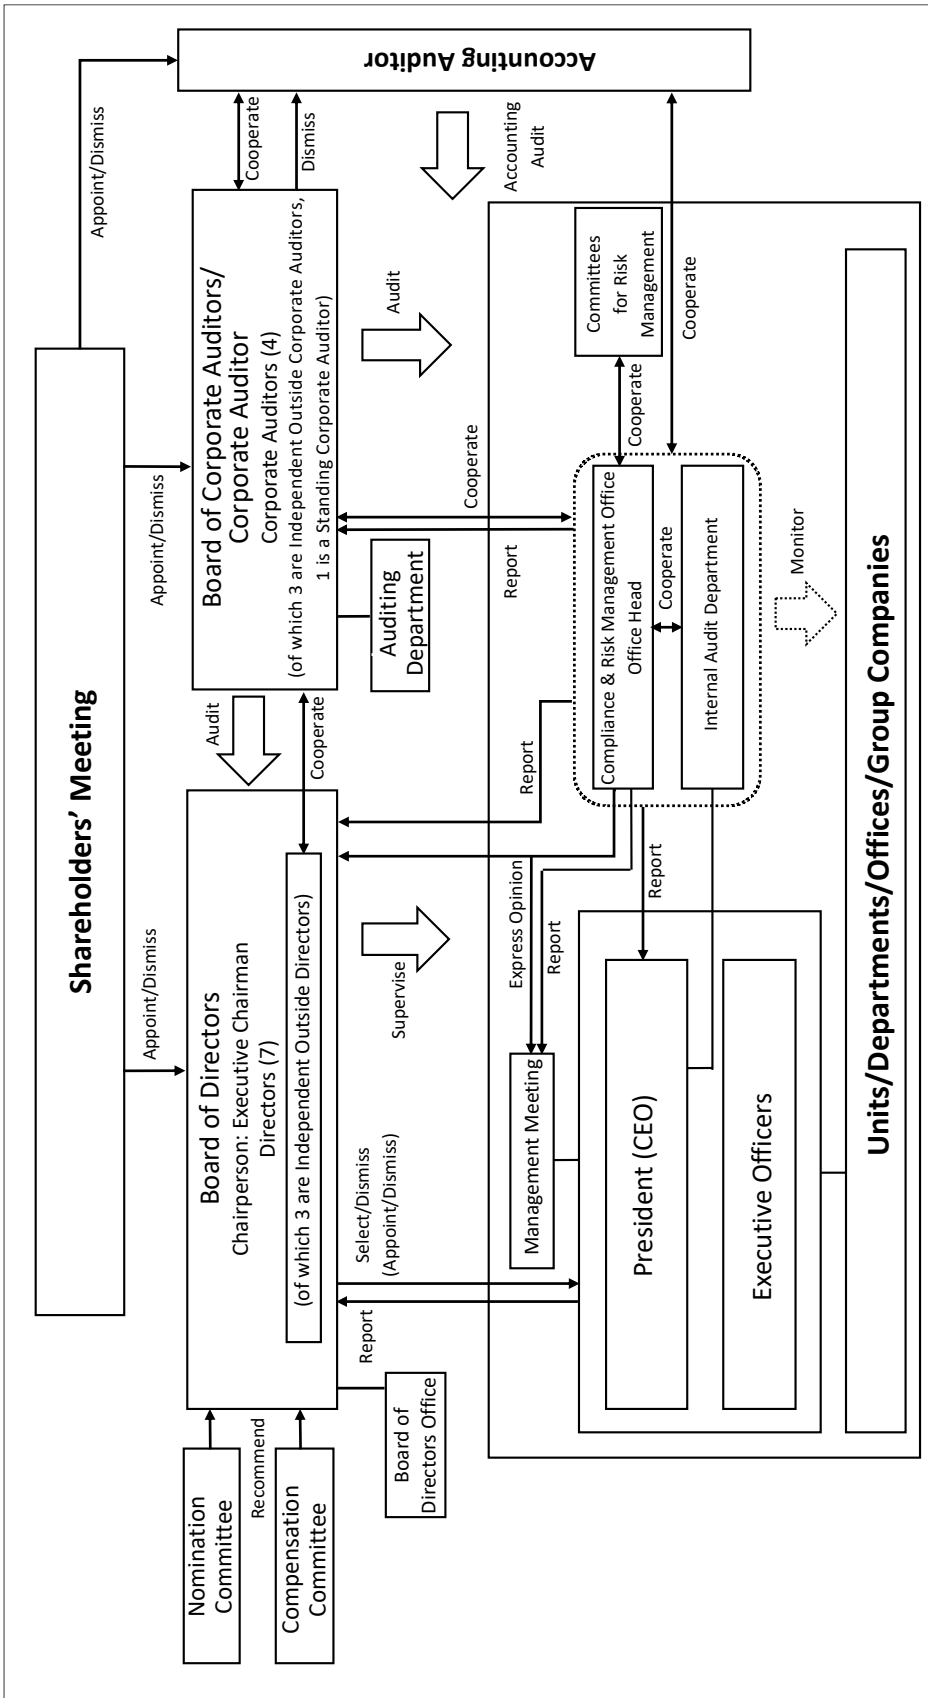 Shareholders' Meeting
Appoint/Dismiss
Appoint/Dismiss
Appoint/Dismiss
Nomination
Committee
Recommend
Compensation
Committee
Board of Directors
Chairperson: Executive Chairman
Directors (7)
(of which 3 are Independent Outside Directors)
Audit
Cooperate
Board of Corporate Auditors/
Corporate Auditor
Corporate Auditors (4)
(of which 3 are Independent Outside Corporate Auditors,
1 is a Standing Corporate Auditor)
Cooperate
Dismiss
Accounting Auditor
Board of
Directors Office
Report
Select/Dismiss
(Appoint/Dismiss)
Supervise
Auditing
Department
Audit
Accounting
Audit
Management Meeting
Express Opinion
Report
Report
Report
Cooperate
President (CEO)
Executive Officers
Report
Compliance & Risk Management Office
Office Head
Cooperate
Internal Audit Department
Cooperate
Committees
for Risk
Management
Cooperate
Monitor
Units/Departments/Offices/Group Companies